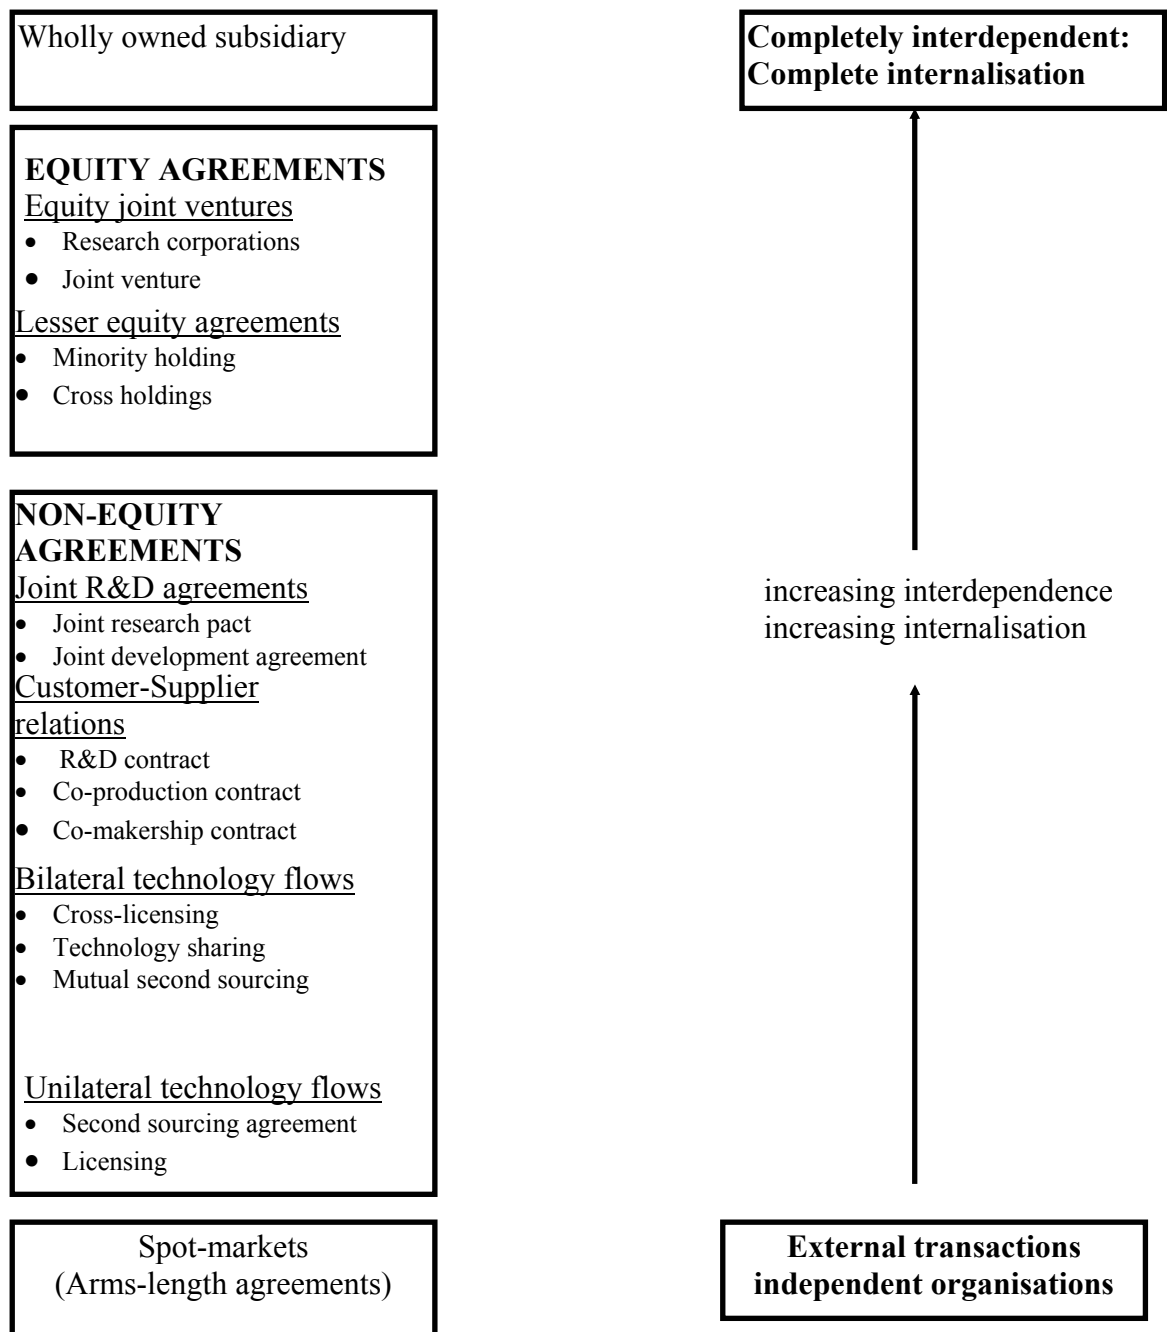 Wholly owned subsidiary
Completely interdependent:
Complete internalisation
EQUITY AGREEMENTS
Equity joint ventures
• Research corporations
• Joint venture
Lesser equity agreements
• Minority holding
• Cross holdings
NON-EQUITY
AGREEMENTS
Joint R&D agreements
• Joint research pact
• Joint development agreement
Customer-Supplier
relations
• R&D contract
• Co-production contract
• Co-makership contract
Bilateral technology flows
• Cross-licensing
• Technology sharing
• Mutual second sourcing
Unilateral technology flows
• Second sourcing agreement
• Licensing
increasing interdependence
increasing internalisation
Spot-markets
(Arms-length agreements)
External transactions
independent organisations